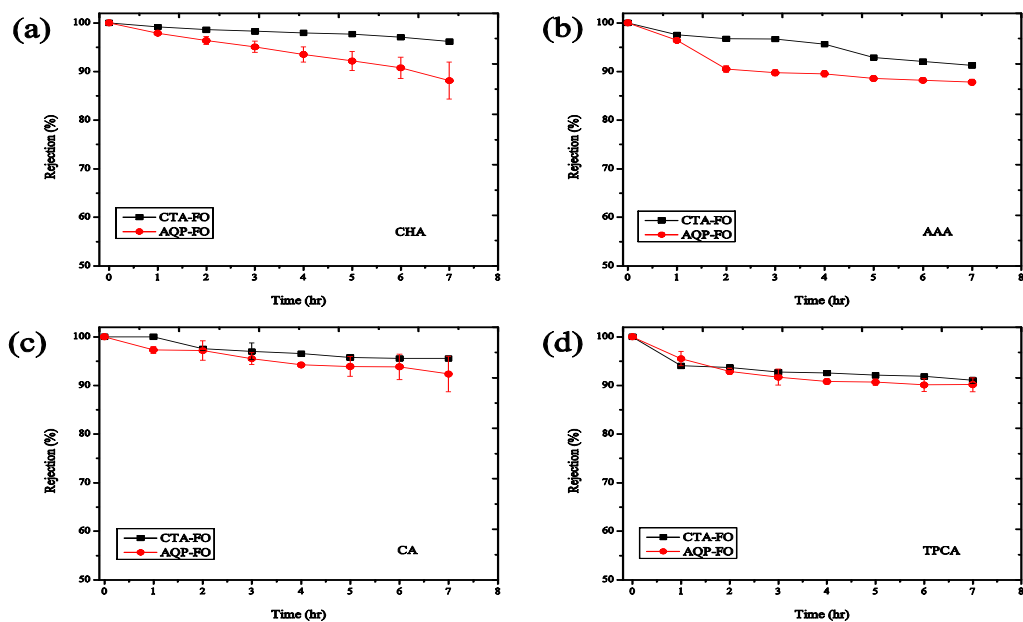 (a)
100
90
80
70
60
50
Rejection (%)
CTA-FO
AQP-FO
CHA
0 1 2 3 4 5 6 7 8
Time (hr)
(b)
100
90
80
70
60
50
Rejection (%)
CTA-FO
AQP-FO
AAA
0 1 2 3 4 5 6 7 8
Time (hr)
(c)
100
90
80
70
60
50
Rejection (%)
CTA-FO
AQP-FO
CA
0 1 2 3 4 5 6 7 8
Time (hr)
(d)
100
90
80
70
60
50
Rejection (%)
CTA-FO
AQP-FO
TPCA
0 1 2 3 4 5 6 7 8
Time (hr)